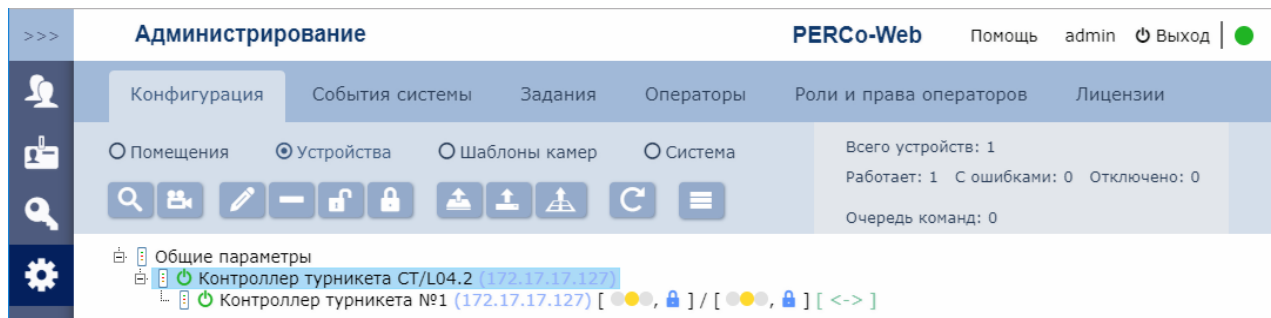 >>> Администрирование PERCo-Web Помощь admin Выход
Конфигурация События системы Задания Операторы Роли и права операторов Лицензии
Помещения Устройства Шаблоны камер Система
Всего устройств: 1
Работает: 1 С ошибками: 0 Отключено: 0
Очередь команд: 0
Общие параметры
Контроллер турникета CT/L04.2 (172.17.17.127)
Контроллер турникета №1 (172.17.17.127) [ , ] / [ , ] [ <-> ]